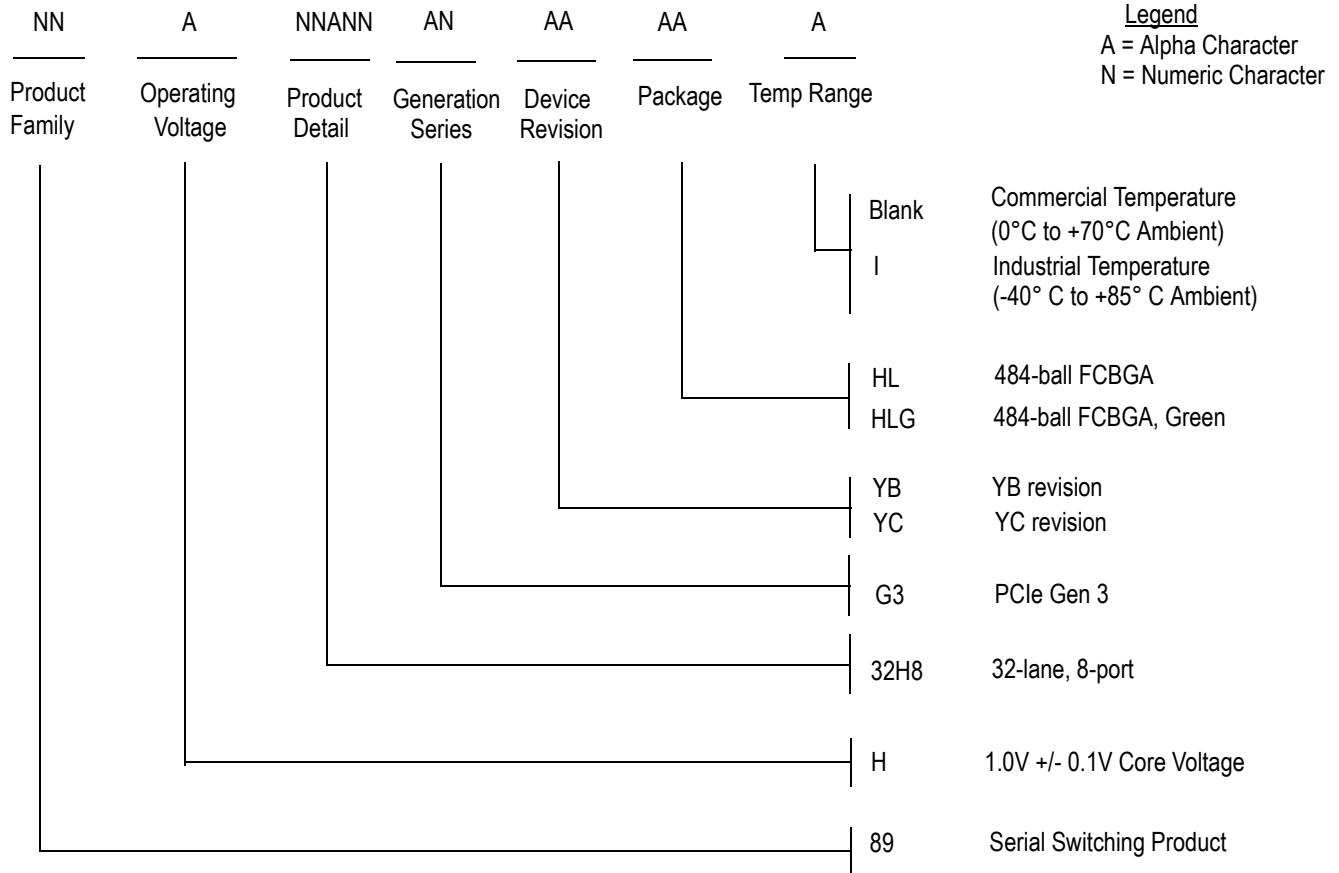 NN A NNANN AN AA AA A
Legend
A = Alpha Character
N = Numeric Character
Product Family
Operating Voltage
Product Detail
Generation Series
Device Revision
Package
Temp Range
Blank Commercial Temperature
(0°C to +70°C Ambient)
I Industrial Temperature
(-40° C to +85° C Ambient)
HL 484-ball FCBGA
HLG 484-ball FCBGA, Green
YB YB revision
YC YC revision
G3 PCIe Gen 3
32H8 32-lane, 8-port
H 1.0V +/- 0.1V Core Voltage
89 Serial Switching Product